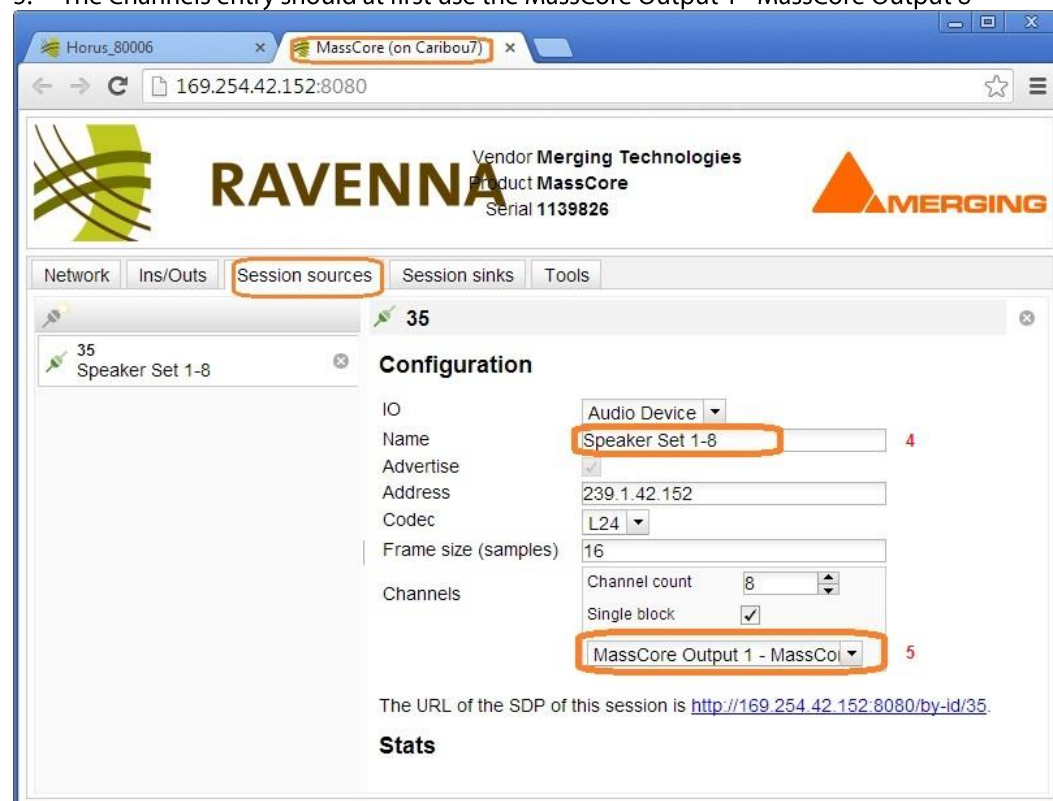 5. The Channels entry should at first use the MassCore Output 1 - MassCore Output 8
Horus_80006
MassCore (on Caribou7)
169.254.42.152:8080
RAVENNA
Vendor Merging Technologies
Product MassCore
Serial 1139826
MERGING
Network Ins/Outs Session sources Session sinks Tools
35
Speaker Set 1-8
35
Configuration
IO Audio Device
Name Speaker Set 1-8 4
Advertise
Address 239.1.42.152
Codec L24
Frame size (samples) 16
Channels
Channel count 8
Single block
MassCore Output 1 - MassCo 5
The URL of the SDP of this session is http://169.254.42.152:8080/by-id/35.
Stats